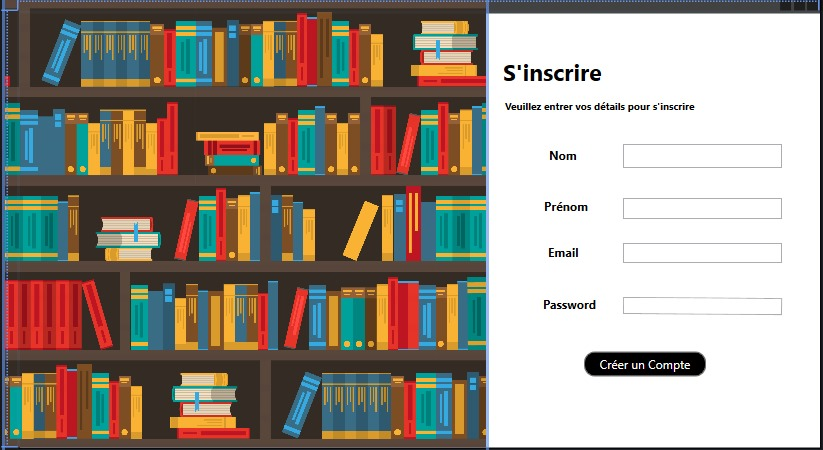 S'inscrire
Veuillez entrer vos détails pour s'inscrire
Nom
Prénom
Email
Password
Créer un Compte